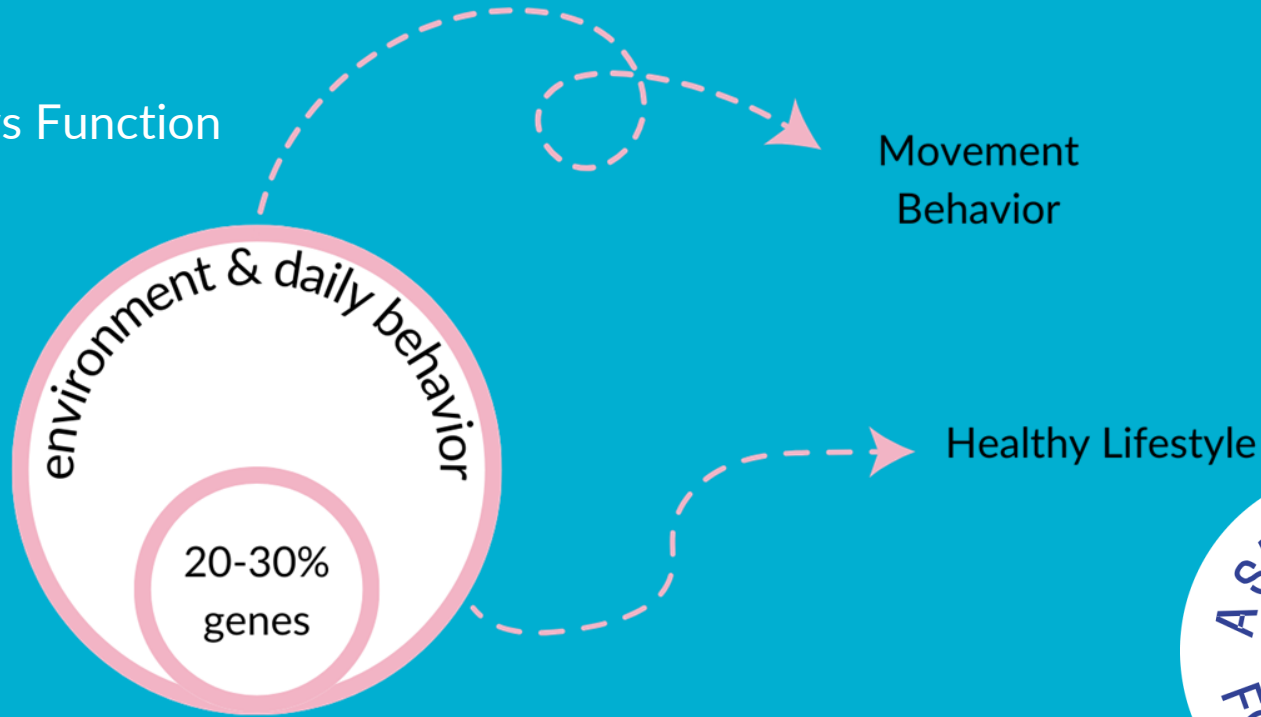 s Function
Movement
Behavior
environment & daily behavior
Healthy Lifestyle
20-30%
genes